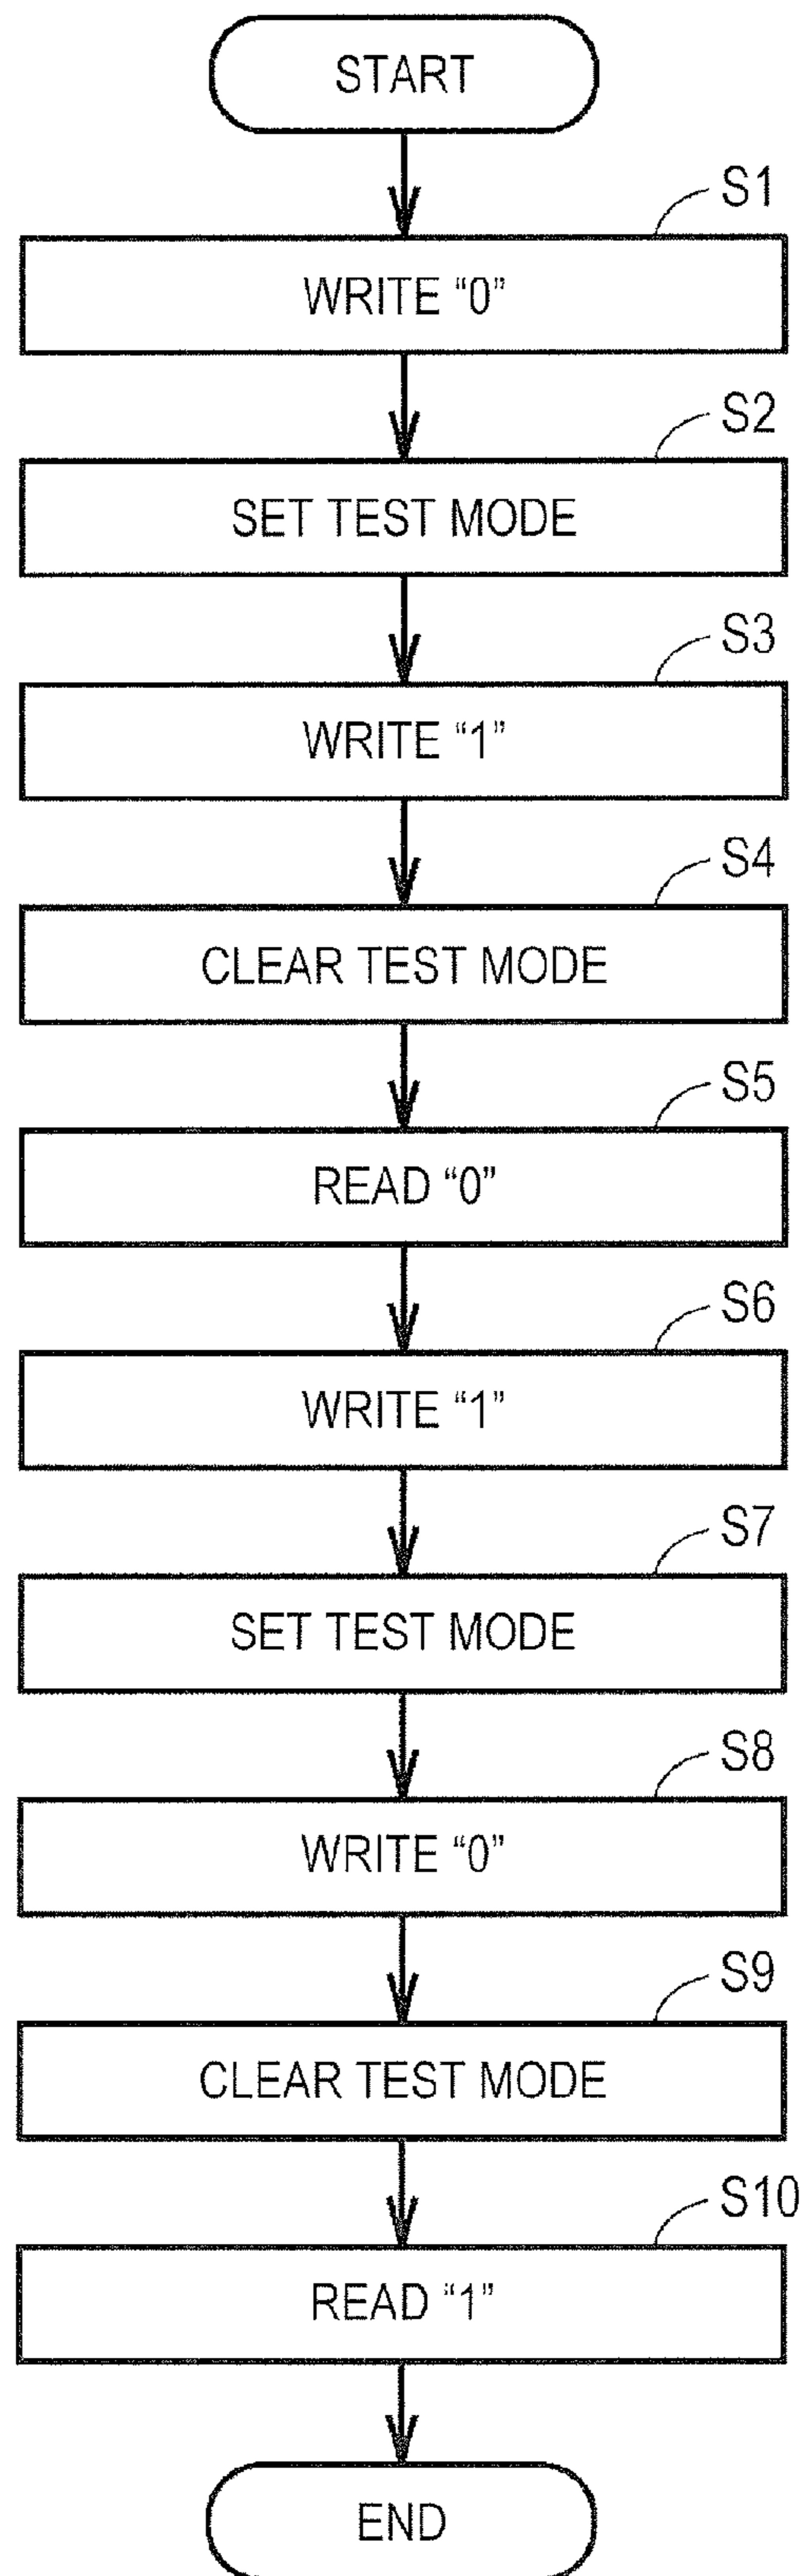 START
S1
WRITE “0”
S2
SET TEST MODE
S3
WRITE “1”
S4
CLEAR TEST MODE
S5
READ “0”
S6
WRITE “1”
S7
SET TEST MODE
S8
WRITE “0”
S9
CLEAR TEST MODE
S10
READ “1”
END